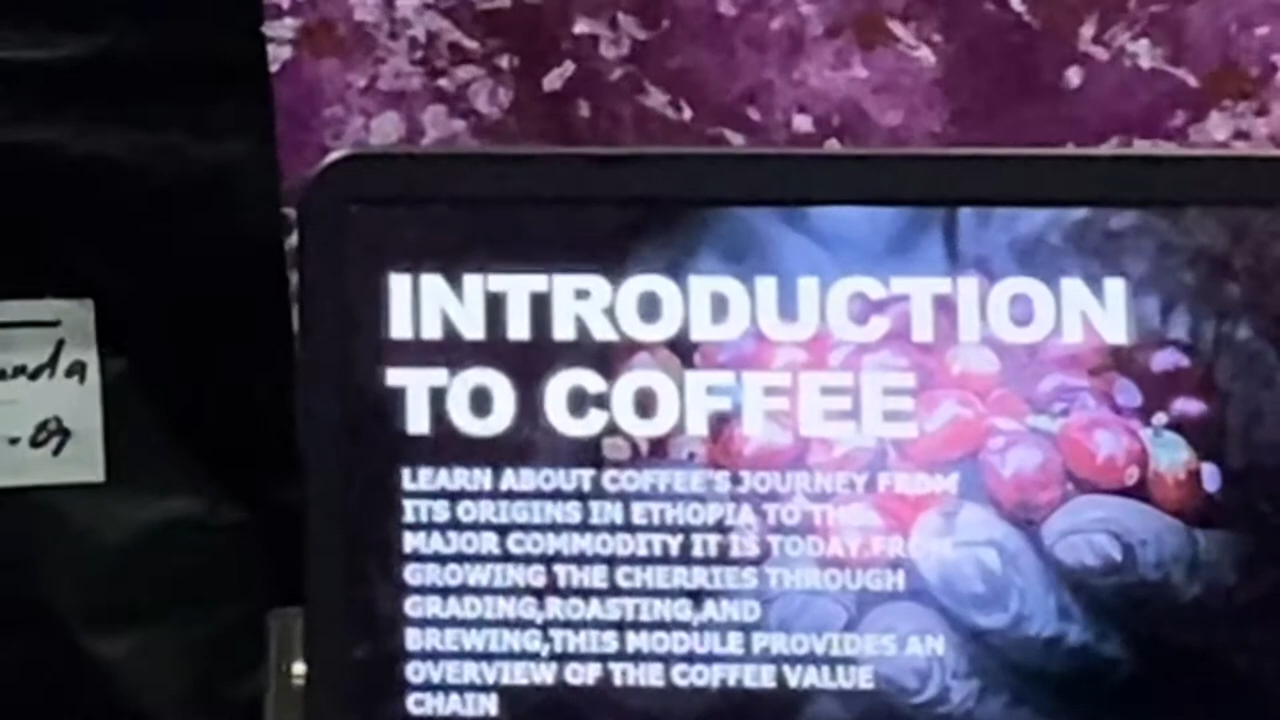 INTRODUCTION
TO COFFEE
LEARN ABOUT COFFEE'S JOURNEY FROM
ITS ORIGINS IN ETHOPIA TO THE
MAJOR COMMODITY IT IS TODAY.FROM
GROWING THE CHERRIES THROUGH
GRADING,ROASTING,AND
BREWING,THIS MODULE PROVIDES AN
OVERVIEW OF THE COFFEE VALUE
CHAIN